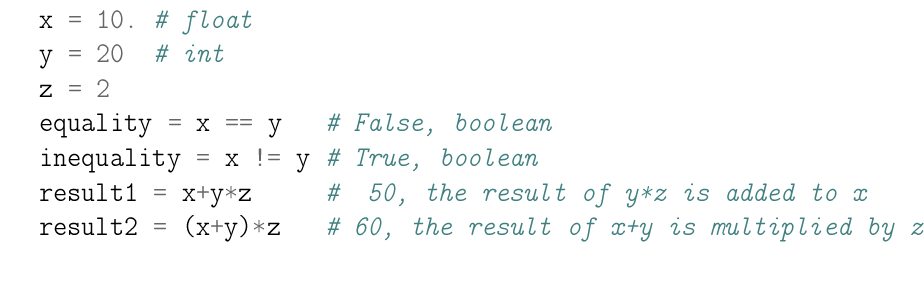 x = 10. # float
y = 20  # int
z = 2
equality = x == y   # False, boolean
inequality = x != y # True, boolean
result1 = x+y*z     #  50, the result of y*z is added to x
result2 = (x+y)*z   # 60, the result of x+y is multiplied by z